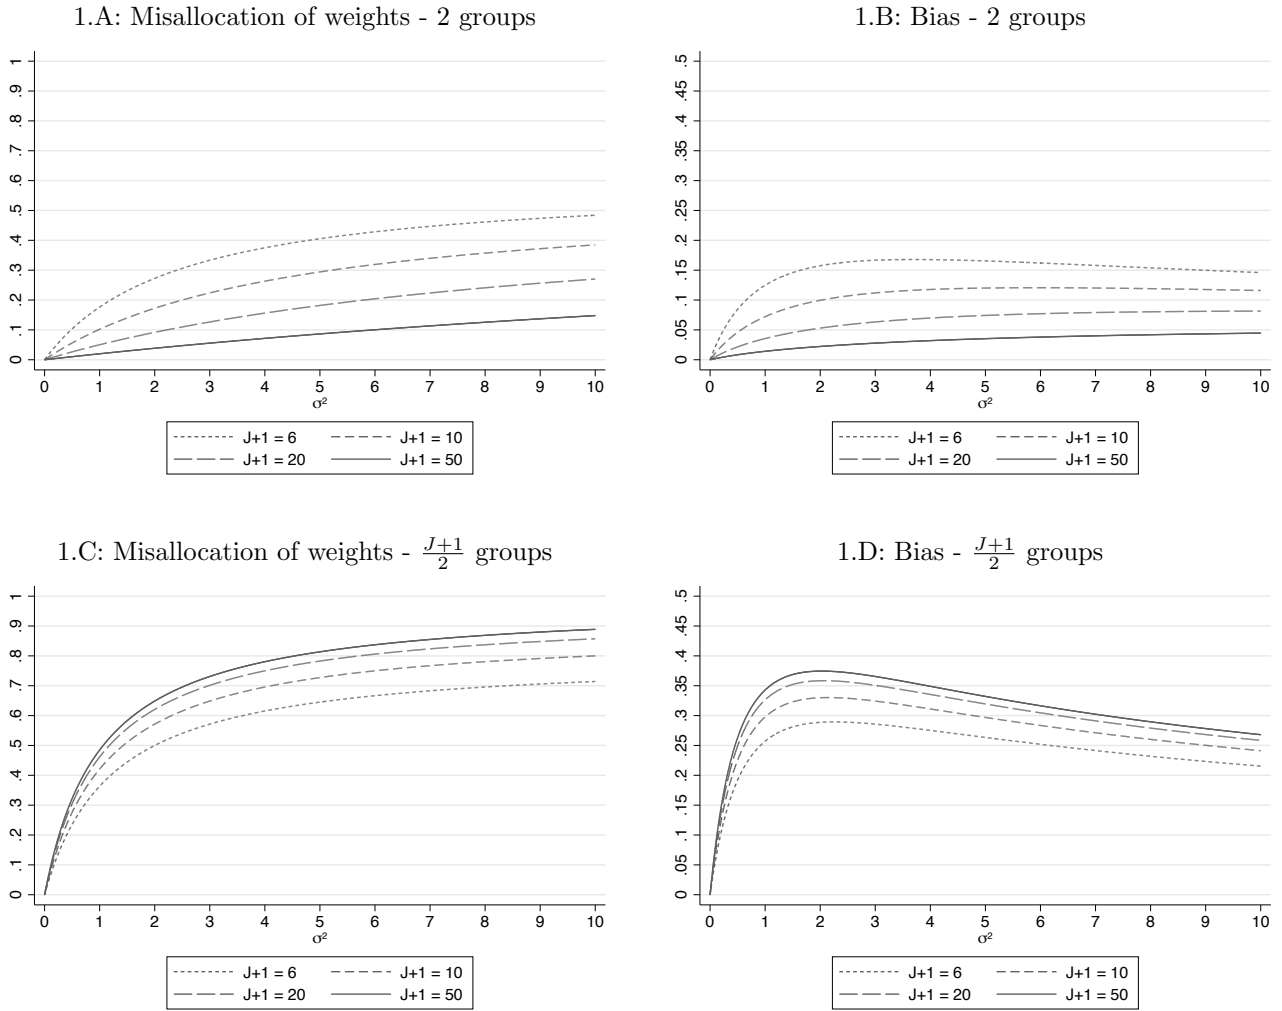 1.A: Misallocation of weights - 2 groups
1
.9
.8
.7
.6
.5
.4
.3
.2
.1
0
0 1 2 3 4 5 6 7 8 9 10
σ²
J+1 = 6 J+1 = 10
J+1 = 20 J+1 = 50
1.B: Bias - 2 groups
.5
.45
.4
.35
.3
.25
.2
.15
.1
.05
0
0 1 2 3 4 5 6 7 8 9 10
σ²
J+1 = 6 J+1 = 10
J+1 = 20 J+1 = 50
1.C: Misallocation of weights - $\frac{J+1}{2}$ groups
1
.9
.8
.7
.6
.5
.4
.3
.2
.1
0
0 1 2 3 4 5 6 7 8 9 10
σ²
J+1 = 6 J+1 = 10
J+1 = 20 J+1 = 50
1.D: Bias - $\frac{J+1}{2}$ groups
.5
.45
.4
.35
.3
.25
.2
.15
.1
.05
0
0 1 2 3 4 5 6 7 8 9 10
σ²
J+1 = 6 J+1 = 10
J+1 = 20 J+1 = 50